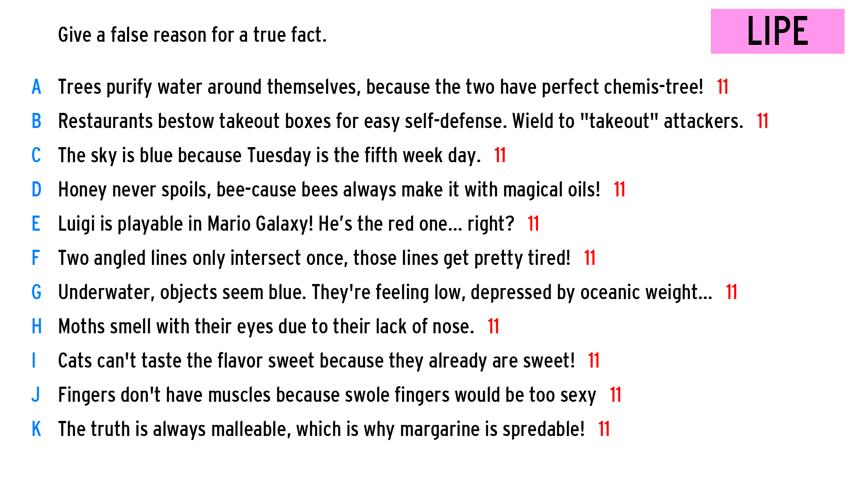 Give a false reason for a true fact.
LIPE
A Trees purify water around themselves, because the two have perfect chemis-tree! 11
B Restaurants bestow takeout boxes for easy self-defense. Wield to "takeout" attackers. 11
C The sky is blue because Tuesday is the fifth week day. 11
D Honey never spoils, bee-cause bees always make it with magical oils! 11
E Luigi is playable in Mario Galaxy! He's the red one... right? 11
F Two angled lines only intersect once, those lines get pretty tired! 11
G Underwater, objects seem blue. They're feeling low, depressed by oceanic weight... 11
H Moths smell with their eyes due to their lack of nose. 11
I Cats can't taste the flavor sweet because they already are sweet! 11
J Fingers don't have muscles because swole fingers would be too sexy 11
K The truth is always malleable, which is why margarine is spredable! 11